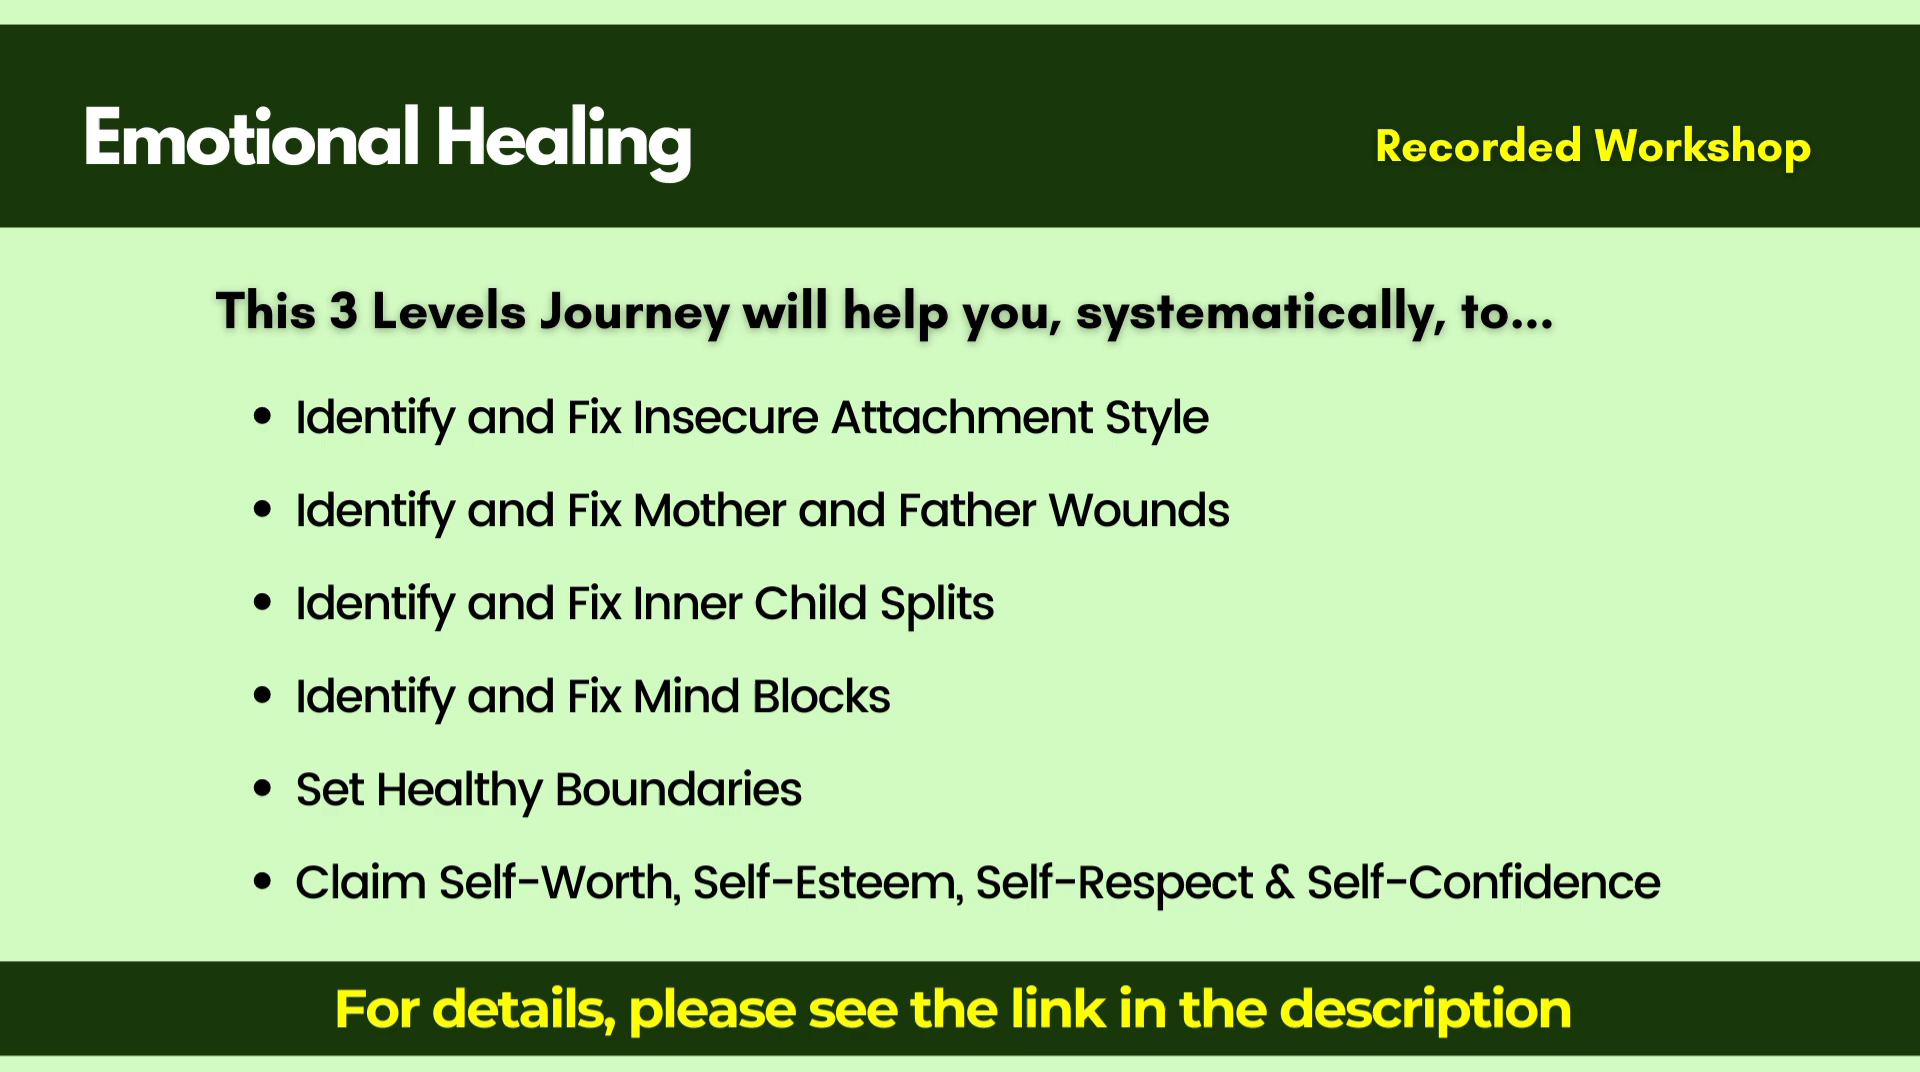 Emotional Healing
Recorded Workshop
This 3 Levels Journey will help you, systematically, to...
• Identify and Fix Insecure Attachment Style
• Identify and Fix Mother and Father Wounds
• Identify and Fix Inner Child Splits
• Identify and Fix Mind Blocks
• Set Healthy Boundaries
• Claim Self-Worth, Self-Esteem, Self-Respect & Self-Confidence
For details, please see the link in the description